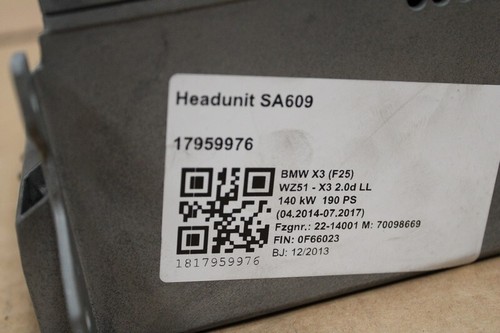 Headunit SA609
17959976
BMW X3 (F25)
WZ51 - X3 2.0d LL
140 kW 190 PS
(04.2014-07.2017)
Fzgnr.: 22-14001 M: 70098669
FIN: 0F66023
BJ: 12/2013
1817959976